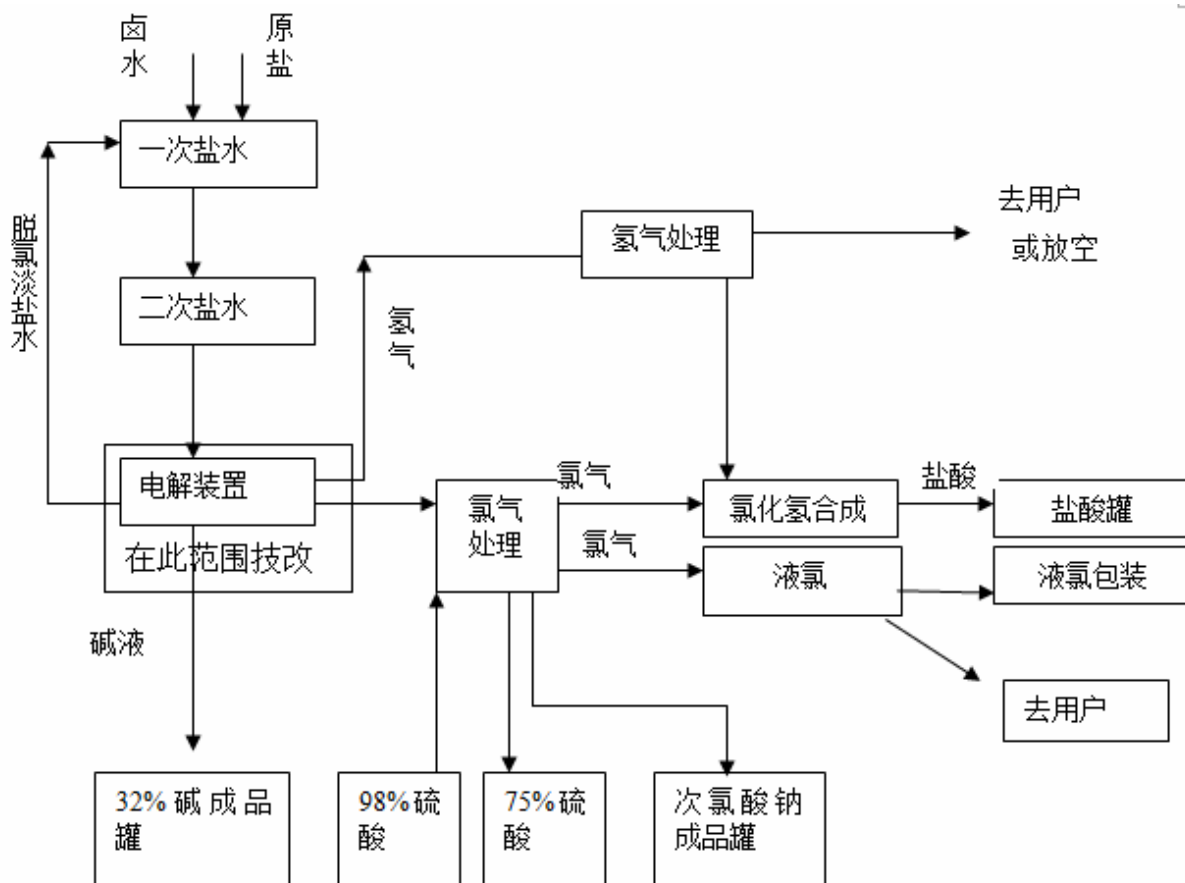 卤
水
原
盐
一次盐水
脱氯淡盐水
二次盐水
氢气处理
去用户
或放空
氢
气
电解装置
在此范围技改
氯气
处理
氯气
氯气
氯化氢合成
盐酸
盐酸罐
液氯
液氯包装
去用户
碱液
32%碱成品
罐
98%硫
酸
75%硫
酸
次氯酸钠
成品罐